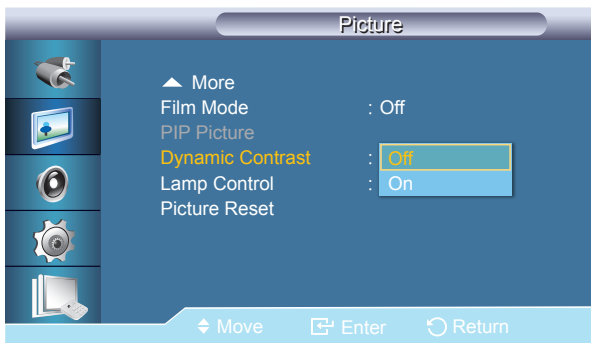 Picture
More
Film Mode : Off
PIP Picture
Dynamic Contrast : Off
Lamp Control : On
Picture Reset
Move Enter Return